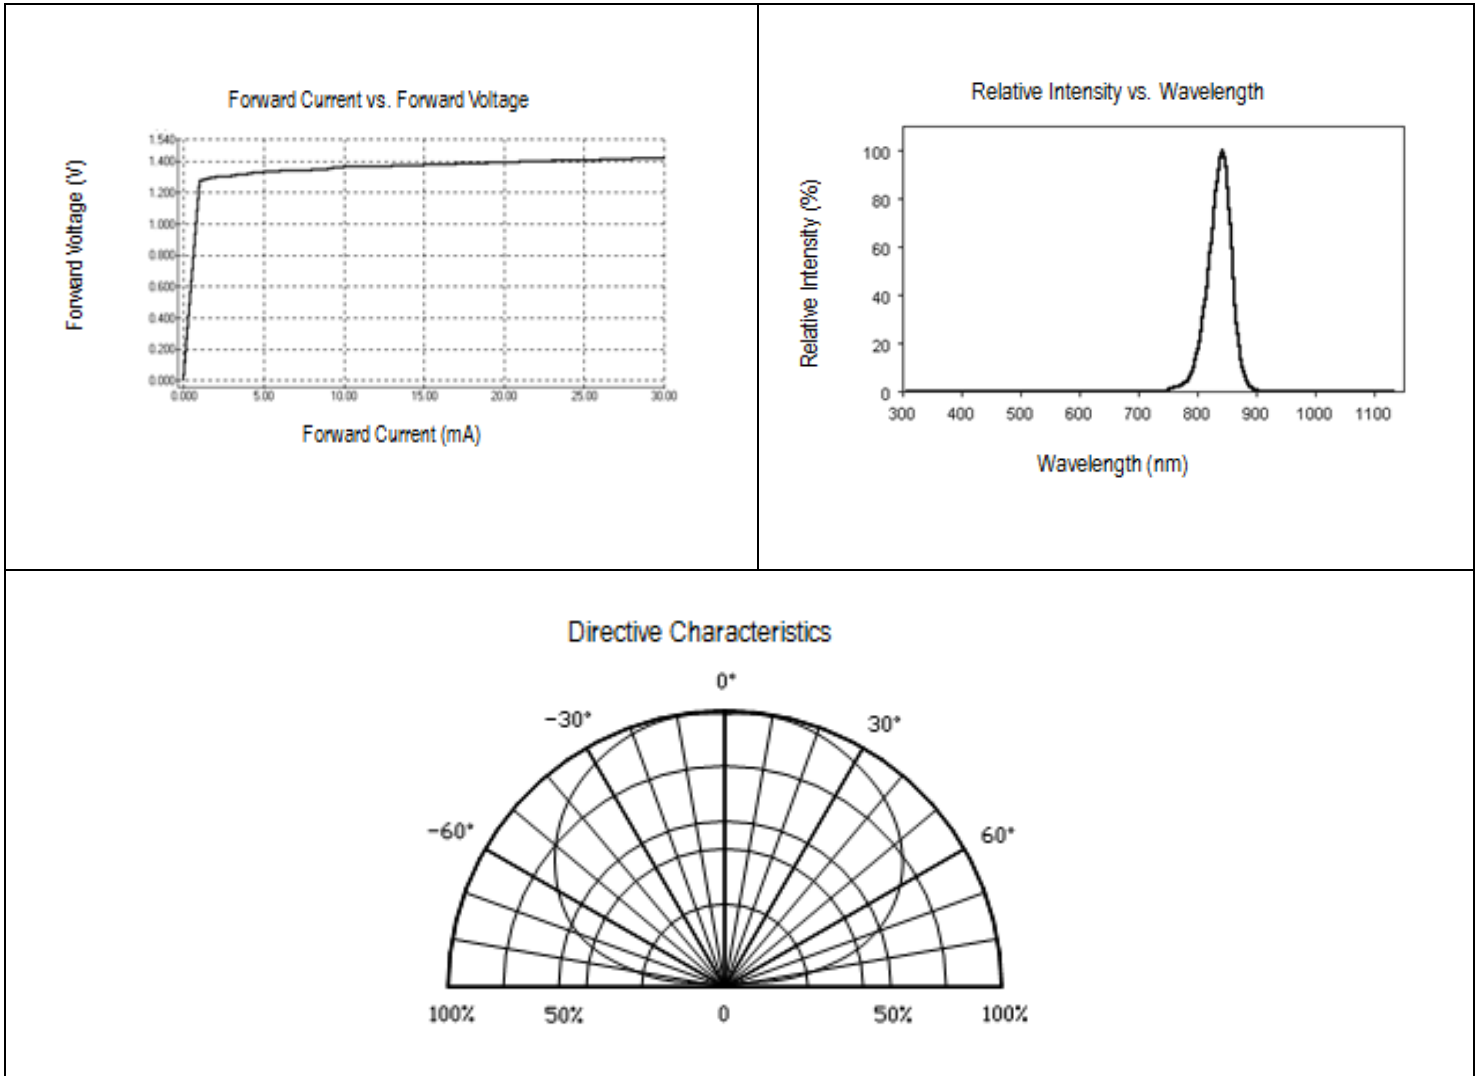 Forward Current vs. Forward Voltage
Forward Voltage (V)
1.540
1.400
1.200
1.000
0.800
0.600
0.400
0.200
0.000
0.000 5.00 10.00 15.00 20.00 25.00 30.00
Forward Current (mA)
Relative Intensity vs. Wavelength
Relative Intensity (%)
100
80
60
40
20
0
300 400 500 600 700 800 900 1000 1100
Wavelength (nm)
Directive Characteristics
0°
-30° 30°
-60° 60°
100% 50% 0 50% 100%